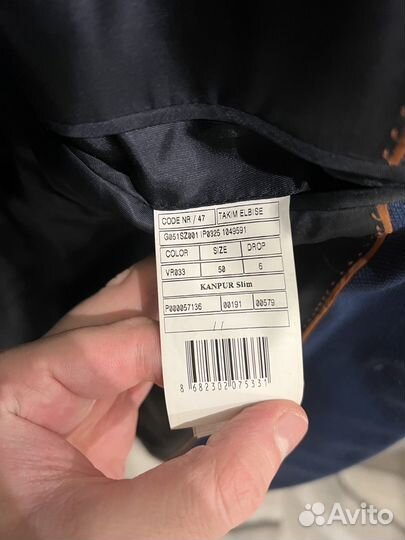 CODE NR / 47 TAKIM ELBISE
G051SZ001 IP0325 1049591
COLOR SIZE DROP
VR033 50 6
KANPUR Slim
P000057136 00191 00579
/ /
8 682302 075331
Avito